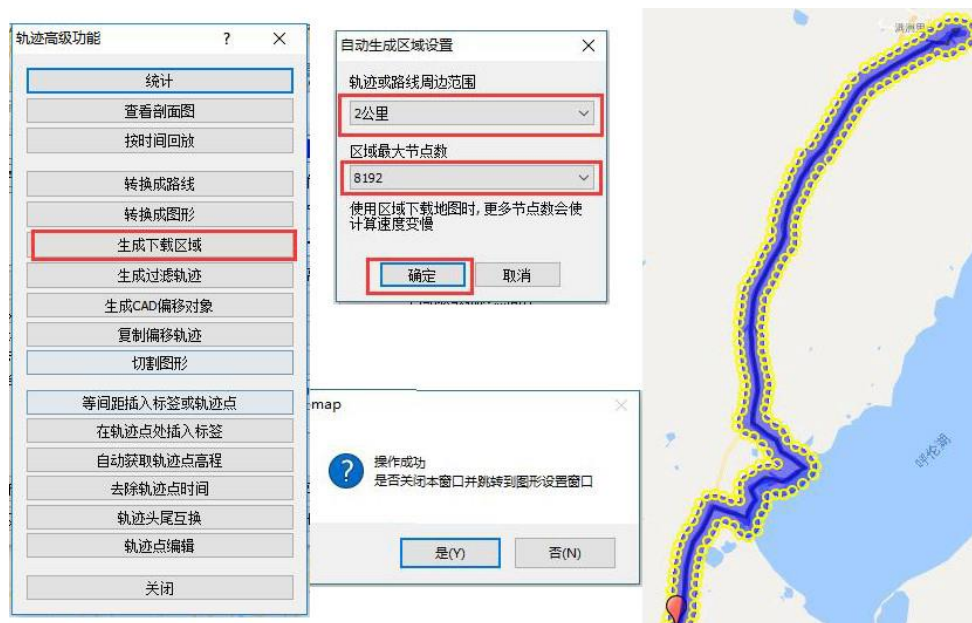 轨迹高级功能
?
统计
查看剖面图
按时间回放
转换成路线
转换成图形
生成下载区域
生成过滤轨迹
生成CAD偏移对象
复制偏移轨迹
切割图形
等间距插入标签或轨迹点
在轨迹点处插入标签
自动获取轨迹点高程
去除轨迹点时间
轨迹头尾互换
轨迹点编辑
关闭
自动生成区域设置
轨迹或路线周边范围
2公里
区域最大节点数
8192
使用区域下载地图时, 更多节点数会使
计算速度变慢
确定
取消
map
操作成功
是否关闭本窗口并跳转到图形设置窗口
是(Y)
否(N)
呼伦湖